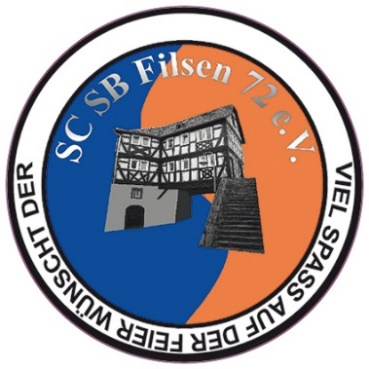 SC SB Filsen 72 e.V.
VIEL SPASS AUF DER FEIER WÜNSCHT DER